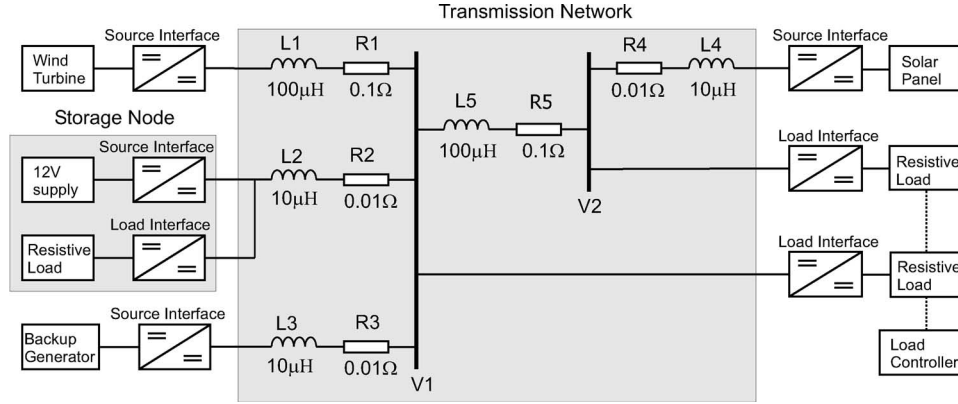 Transmission Network
Source Interface
Wind
Turbine
L1
R1
100μH
0.1Ω
R4
L4
0.01Ω
10μH
Source Interface
Solar
Panel
L5
R5
100μH
0.1Ω
Storage Node
Source Interface
12V
supply
L2
R2
10μH
0.01Ω
Load Interface
Resistive
Load
V2
Load Interface
Resistive
Load
Load Interface
Resistive
Load
Source Interface
Backup
Generator
L3
R3
10μH
0.01Ω
V1
Load
Controller